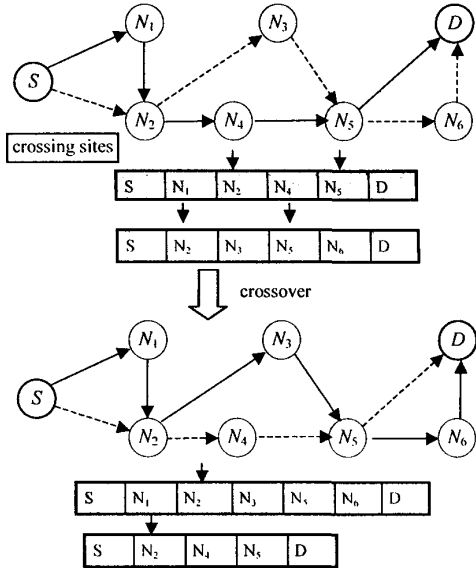 N1 N3 D
S
N2 N4 N5 N6
crossing sites
S N1 N2 N4 N5 D
S N2 N3 N5 N6 D
crossover
N1 N3 D
S
N2 N4 N5 N6
S N1 N2 N3 N5 N6 D
S N2 N4 N5 D